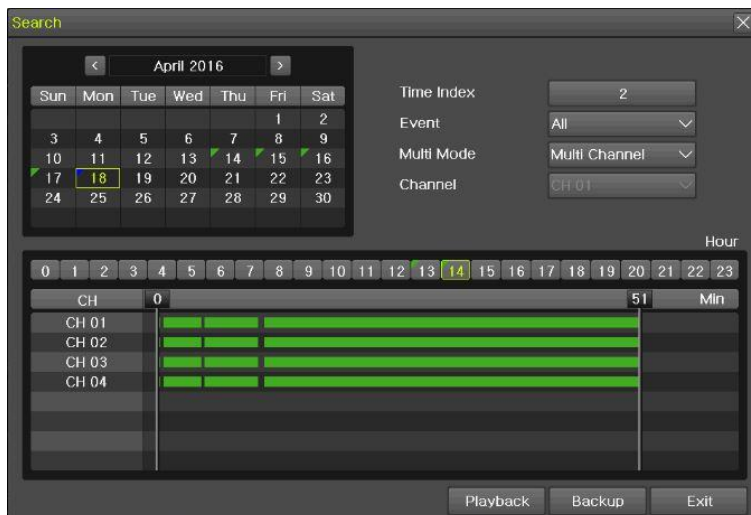 Search
< April 2016 >
Sun Mon Tue Wed Thu Fri Sat
1 2
3 4 5 6 7 8 9
10 11 12 13 14 15 16
17 18 19 20 21 22 23
24 25 26 27 28 29 30
Time Index 2
Event All
Multi Mode Multi Channel
Channel CH 01
Hour
0 1 2 3 4 5 6 7 8 9 10 11 12 13 14 15 16 17 18 19 20 21 22 23
CH 0 51 Min
CH 01
CH 02
CH 03
CH 04
Playback Backup Exit